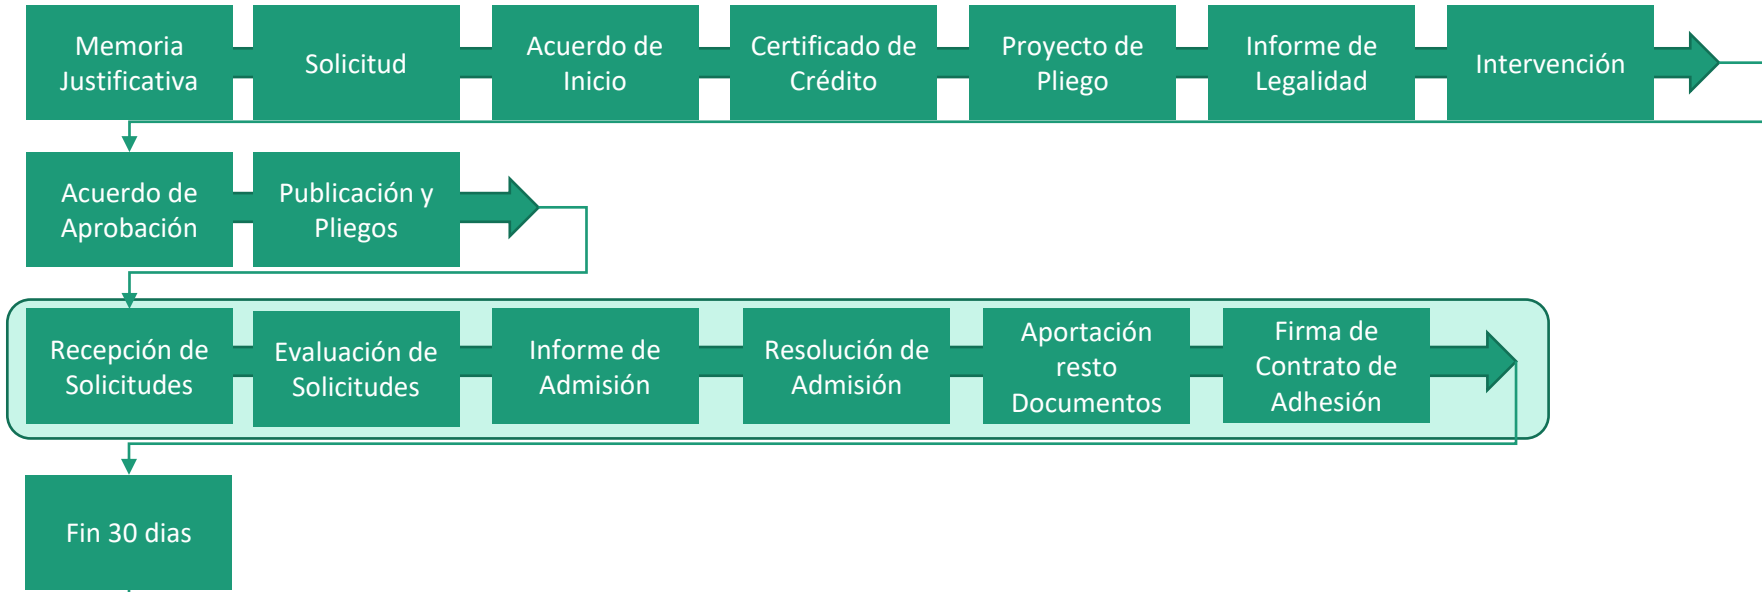 Memoria
Justificativa
Solicitud
Acuerdo de
Inicio
Certificado de
Crédito
Proyecto de
Pliego
Informe de
Legalidad
Intervención
Acuerdo de
Aprobación
Publicación y
Pliegos
Recepción de
Solicitudes
Evaluación de
Solicitudes
Informe de
Admisión
Resolución de
Admisión
Aportación
resto
Documentos
Firma de
Contrato de
Adhesión
Fin 30 dias